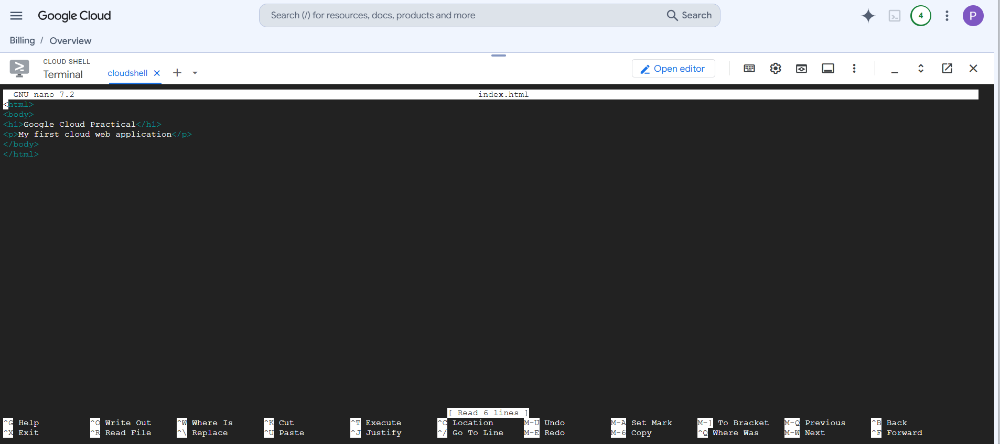 Google Cloud
Search (/) for resources, docs, products and more
Search
4
P
Billing / Overview
CLOUD SHELL
Terminal
cloudshell
Open editor
GNU nano 7.2 index.html
<html>
<body>
<h1>Google Cloud Practical</h1>
<p>My first cloud web application</p>
</body>
</html>
[ Read 6 lines ]
^G Help ^O Write Out ^W Where Is ^K Cut ^T Execute ^C Location M-U Undo M-A Set Mark M-] To Bracket M-Q Previous ^B Back
^X Exit ^R Read File ^\ Replace ^U Paste ^J Justify ^/ Go To Line M-E Redo M-6 Copy ^Q Where Was M-W Next ^F Forward